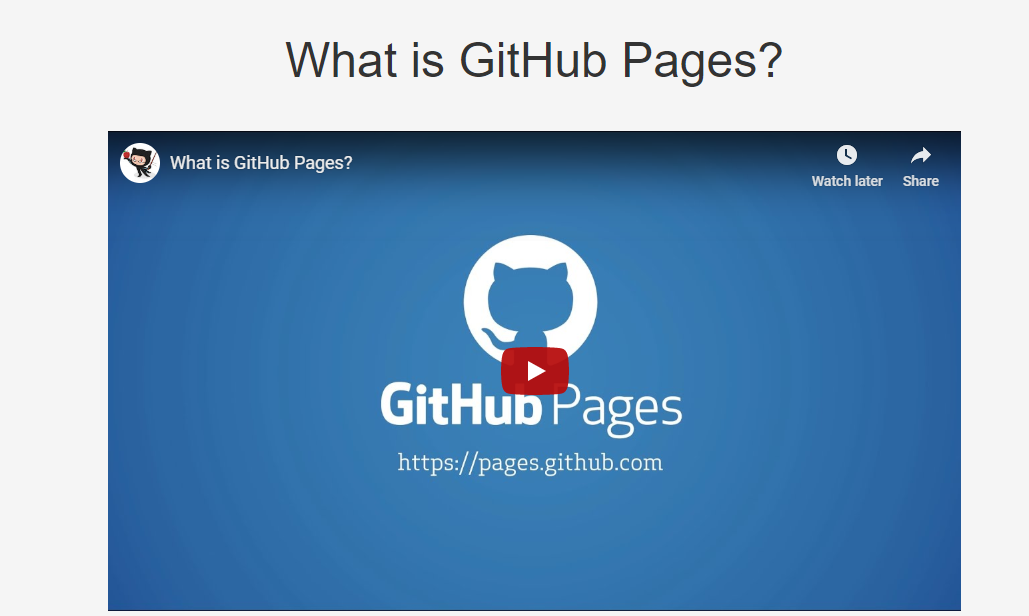 What is GitHub Pages?
What is GitHub Pages?
Watch later
Share
GitHub Pages
https://pages.github.com